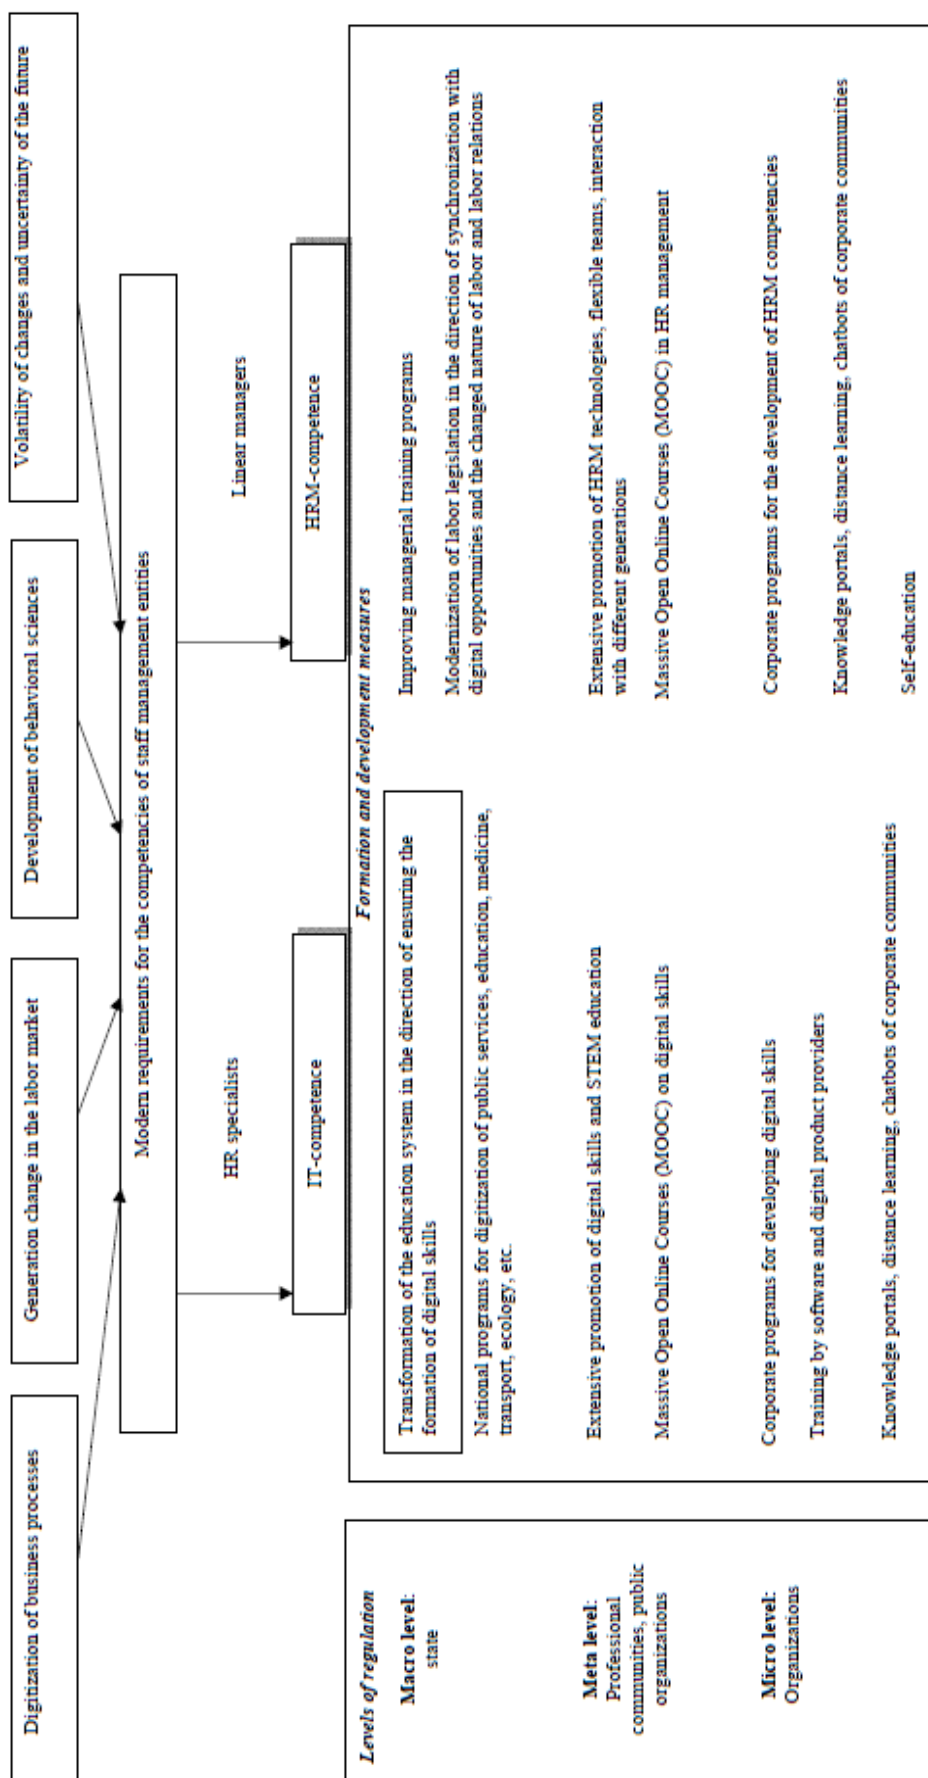 Digitization of business processes
Generation change in the labor market
Development of behavioral sciences
Volatility of changes and uncertainty of the future
Modern requirements for the competencies of staff management entities
HR specialists
Linear managers
IT-competence
HRM-competence
Levels of regulation
Formation and development measures
Macro level:
state
Transformation of the education system in the direction of ensuring the
formation of digital skills
National programs for digitization of public services, education, medicine,
transport, ecology, etc.
Improving managerial training programs
Modernization of labor legislation in the direction of synchronization with
digital opportunities and the changed nature of labor and labor relations
Meta level:
Professional
communities, public
organizations
Extensive promotion of digital skills and STEM education
Massive Open Online Courses (MOOC) on digital skills
Extensive promotion of HRM technologies, flexible teams, interaction
with different generations
Massive Open Online Courses (MOOC) in HR management
Micro level:
Organizations
Corporate programs for developing digital skills
Training by software and digital product providers
Knowledge portals, distance learning, chatbots of corporate communities
Corporate programs for the development of HRM competencies
Knowledge portals, distance learning, chatbots of corporate communities
Self-education